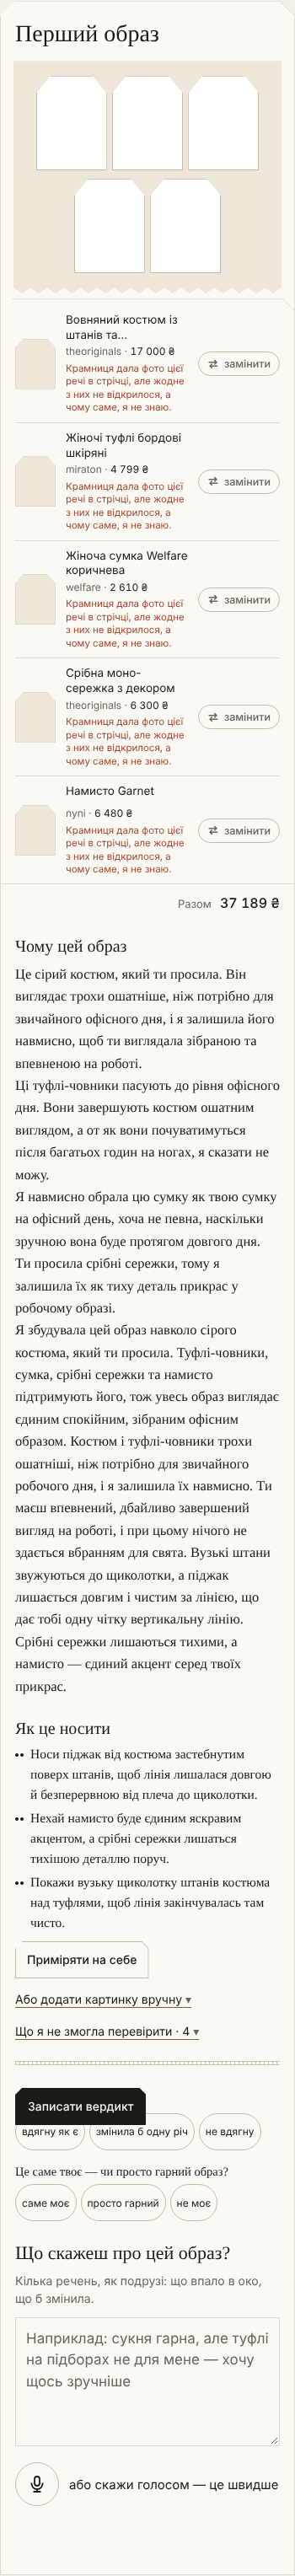 Перший образ
Вовняний костюм із
штанів та...
theoriginals · 17 000 ₴
Крамниця дала фото цієї
речі в стрічці, але жодне
з них не відкрилося, а
чому саме, я не знаю.
⇄ замінити
Жіночі туфлі бордові
шкіряні
miraton · 4 799 ₴
Крамниця дала фото цієї
речі в стрічці, але жодне
з них не відкрилося, а
чому саме, я не знаю.
⇄ замінити
Жіноча сумка Welfare
коричнева
welfare · 2 610 ₴
Крамниця дала фото цієї
речі в стрічці, але жодне
з них не відкрилося, а
чому саме, я не знаю.
⇄ замінити
Срібна моно-
сережка з декором
theoriginals · 6 300 ₴
Крамниця дала фото цієї
речі в стрічці, але жодне
з них не відкрилося, а
чому саме, я не знаю.
⇄ замінити
Намисто Garnet
nyni · 6 480 ₴
Крамниця дала фото цієї
речі в стрічці, але жодне
з них не відкрилося, а
чому саме, я не знаю.
⇄ замінити
Разом 37 189 ₴
Чому цей образ
Це сірий костюм, який ти просила. Він
виглядає трохи ошатніше, ніж потрібно для
звичайного офісного дня, і я залишила його
навмисно, щоб ти виглядала зібраною та
впевненою на роботі.
Ці туфлі-човники пасують до рівня офісного
дня. Вони завершують костюм ошатним
виглядом, а от як вони почуватимуться
після багатьох годин на ногах, я сказати не
можу.
Я навмисно обрала цю сумку як твою сумку
на офісний день, хоча не певна, наскільки
зручною вона буде протягом довгого дня.
Ти просила срібні сережки, тому я
залишила їх як тиху деталь прикрас у
робочому образі.
Я збудувала цей образ навколо сірого
костюма, який ти просила. Туфлі-човники,
сумка, срібні сережки та намисто
підтримують його, тож увесь образ виглядає
єдиним спокійним, зібраним офісним
образом. Костюм і туфлі-човники трохи
ошатніші, ніж потрібно для звичайного
робочого дня, і я залишила їх навмисно. Ти
маєш впевнений, дбайливо завершений
вигляд на роботі, і при цьому нічого не
здається вбранням для свята. Вузькі штани
звужуються до щиколотки, а піджак
лишається довгим і чистим за лінією, що
дає тобі одну чітку вертикальну лінію.
Срібні сережки лишаються тихими, а
намисто — єдиний акцент серед твоїх
прикрас.
Як це носити
Носи піджак від костюма застебнутим
поверх штанів, щоб лінія лишалася довгою
й безперервною від плеча до щиколотки.
Нехай намисто буде єдиним яскравим
акцентом, а срібні сережки лишаться
тихішою деталлю поруч.
Покажи вузьку щиколотку штанів костюма
над туфлями, щоб лінія закінчувалась там
чисто.
Приміряти на себе
Або додати картинку вручну ▾
Що я не змогла перевірити · 4 ▾
Записати вердикт
вдягну як є
змінила б одну річ
не вдягну
Це саме твоє — чи просто гарний образ?
саме моє
просто гарний
не моє
Що скажеш про цей образ?
Кілька речень, як подрузі: що впало в око,
що б змінила.
Наприклад: сукня гарна, але туфлі
на підборах не для мене — хочу
щось зручніше
або скажи голосом — це швидше